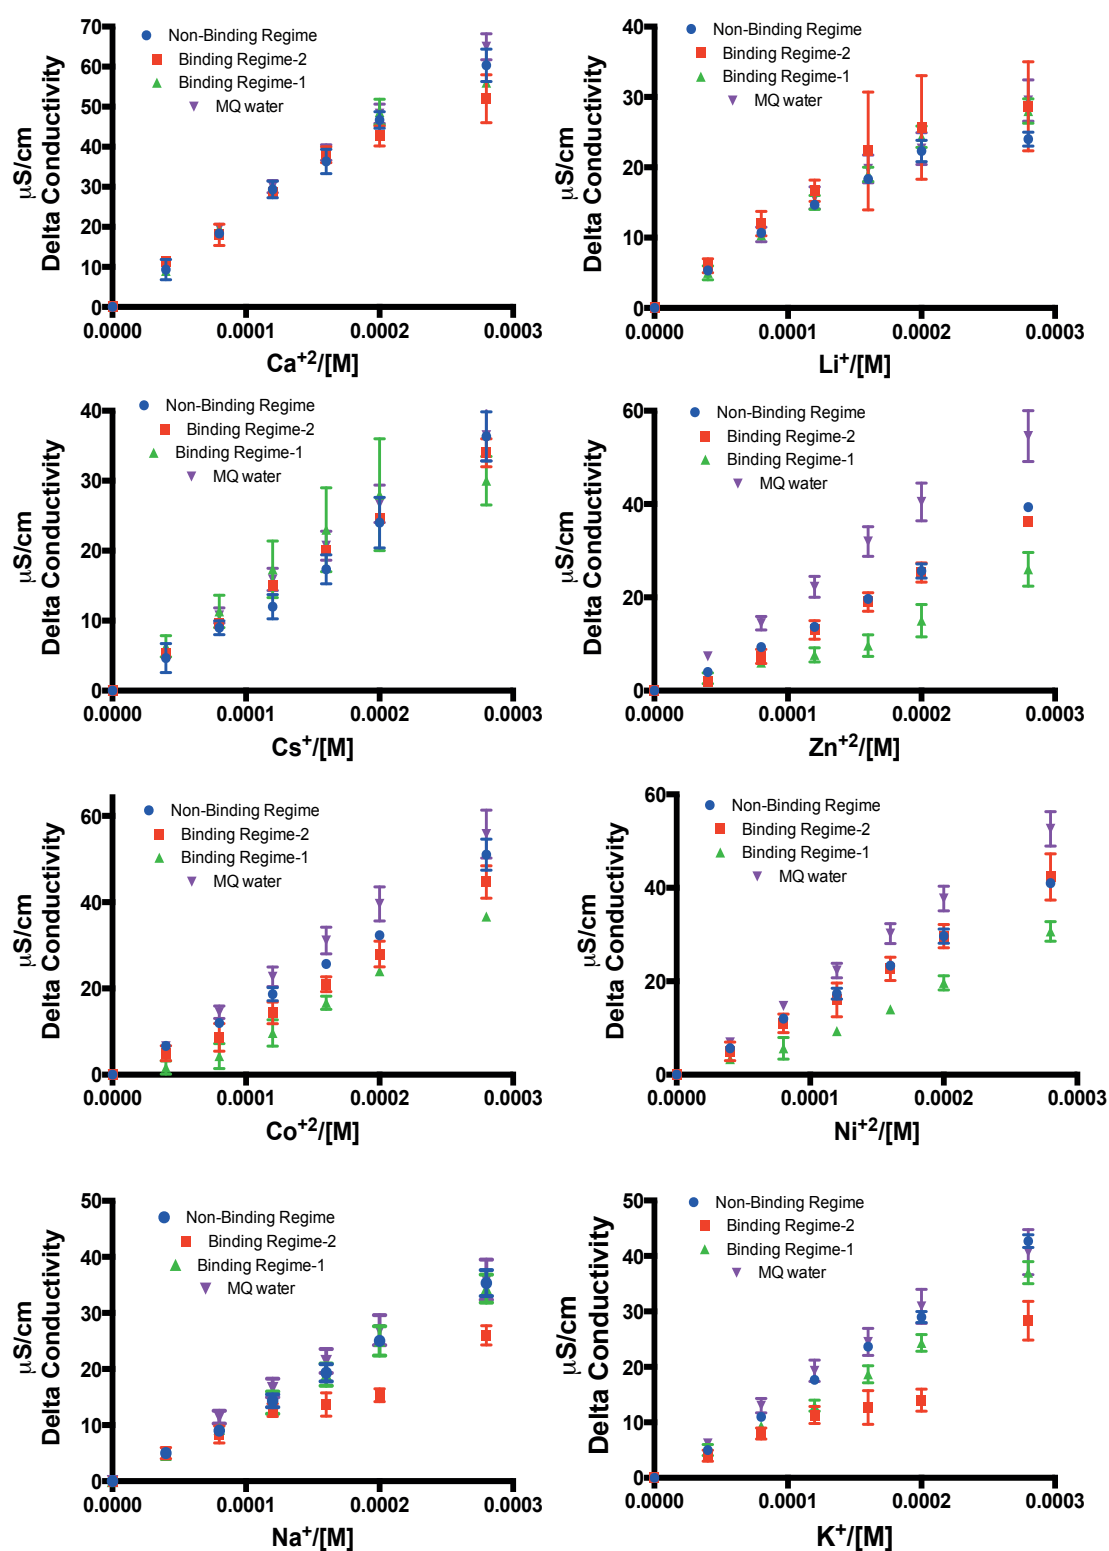 70
60
50
40
30
20
10
0
μS/cm
Delta Conductivity
Non-Binding Regime
Binding Regime-2
Binding Regime-1
MQ water
0.0000 0.0001 0.0002 0.0003
Ca+2/[M]
40
30
20
10
0
μS/cm
Delta Conductivity
Non-Binding Regime
Binding Regime-2
Binding Regime-1
MQ water
0.0000 0.0001 0.0002 0.0003
Li+/[M]
40
30
20
10
0
μS/cm
Delta Conductivity
Non-Binding Regime
Binding Regime-2
Binding Regime-1
MQ water
0.0000 0.0001 0.0002 0.0003
Cs+/[M]
60
40
20
0
μS/cm
Delta Conductivity
Non-Binding Regime
Binding Regime-2
Binding Regime-1
MQ water
0.0000 0.0001 0.0002 0.0003
Zn+2/[M]
60
40
20
0
μS/cm
Delta Conductivity
Non-Binding Regime
Binding Regime-2
Binding Regime-1
MQ water
0.0000 0.0001 0.0002 0.0003
Co+2/[M]
60
40
20
0
μS/cm
Delta Conductivity
Non-Binding Regime
Binding Regime-2
Binding Regime-1
MQ water
0.0000 0.0001 0.0002 0.0003
Ni+2/[M]
50
40
30
20
10
0
μS/cm
Delta Conductivity
Non-Binding Regime
Binding Regime-2
Binding Regime-1
MQ water
0.0000 0.0001 0.0002 0.0003
Na+/[M]
50
40
30
20
10
0
μS/cm
Delta Conductivity
Non-Binding Regime
Binding Regime-2
Binding Regime-1
MQ water
0.0000 0.0001 0.0002 0.0003
K+/[M]